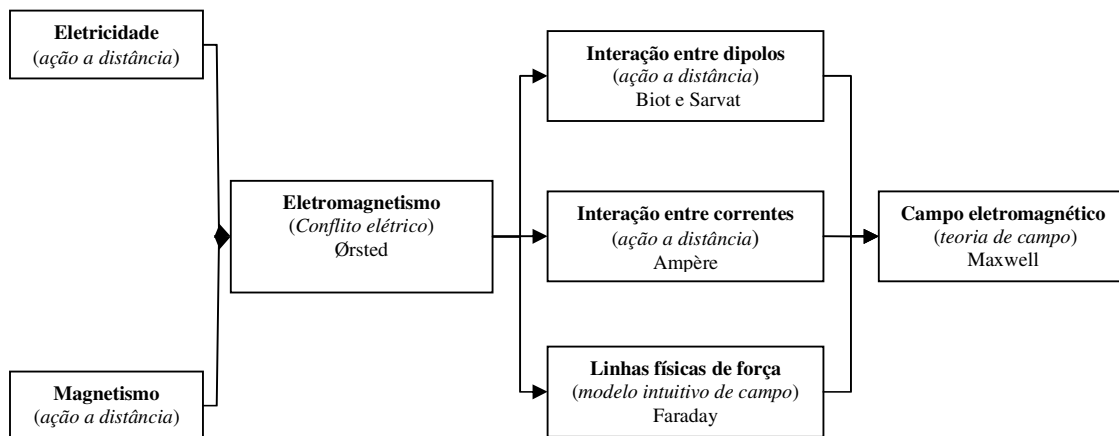 Eletricidade
(ação a distância)
Magnetismo
(ação a distância)
Eletromagnetismo
(Conflito elétrico)
Ørsted
Interação entre dipolos
(ação a distância)
Biot e Sarvat
Interação entre correntes
(ação a distância)
Ampère
Linhas físicas de força
(modelo intuitivo de campo)
Faraday
Campo eletromagnético
(teoria de campo)
Maxwell